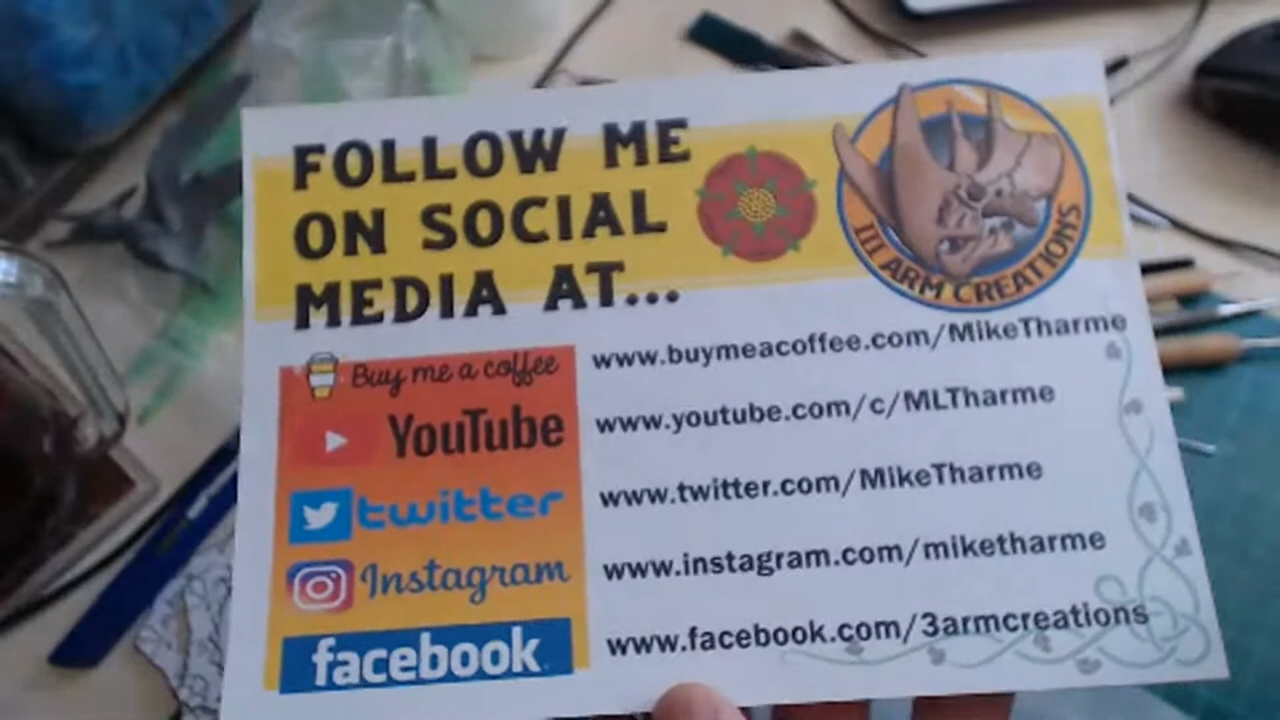 FOLLOW ME
ON SOCIAL
MEDIA AT...
III ARM CREATIONS
Buy me a coffee
www.buymeacoffee.com/MikeTharme
YouTube
www.youtube.com/c/MLTharme
twitter
www.twitter.com/MikeTharme
Instagram
www.instagram.com/miketharme
facebook
www.facebook.com/3armcreations